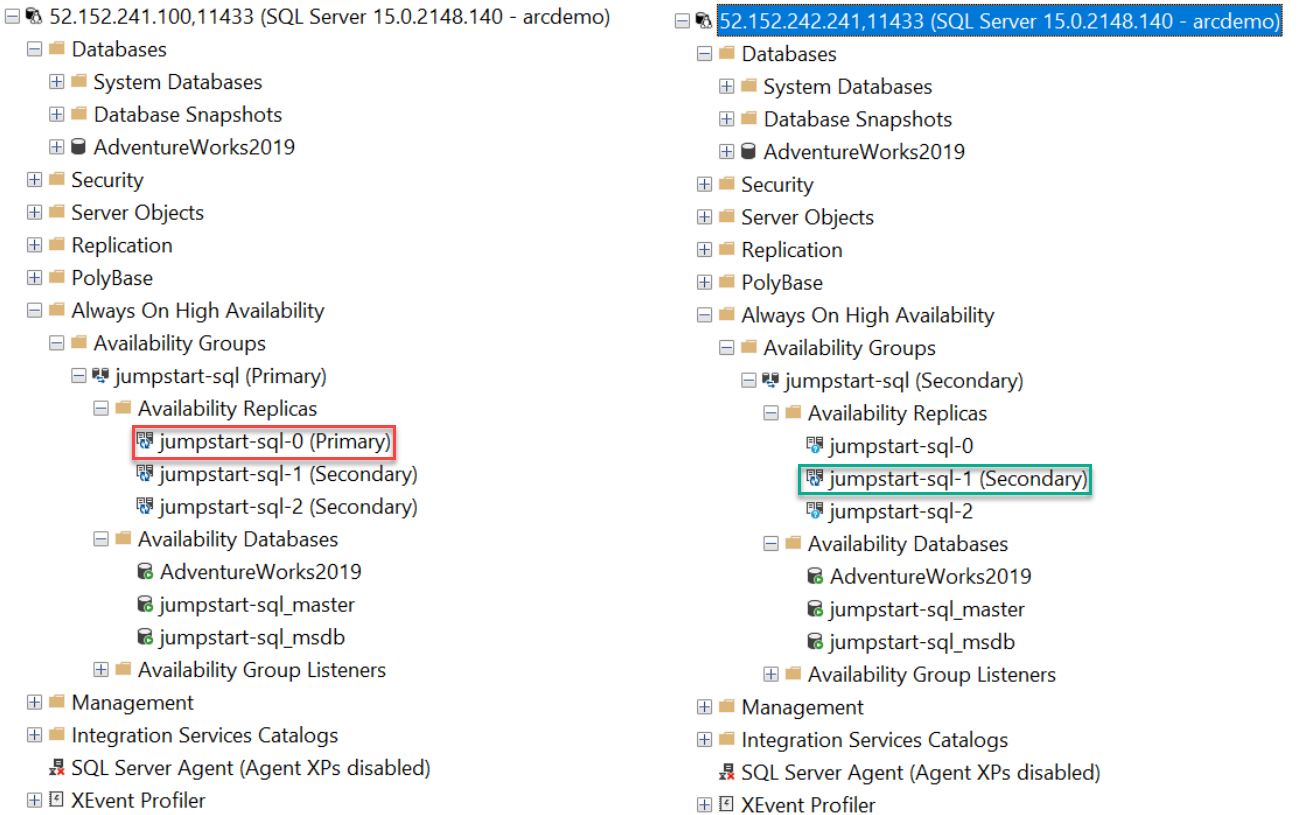 52.152.241.100,11433 (SQL Server 15.0.2148.140 - arcdemo)
Databases
System Databases
Database Snapshots
AdventureWorks2019
Security
Server Objects
Replication
PolyBase
Always On High Availability
Availability Groups
jumpstart-sql (Primary)
Availability Replicas
jumpstart-sql-0 (Primary)
jumpstart-sql-1 (Secondary)
jumpstart-sql-2 (Secondary)
Availability Databases
AdventureWorks2019
jumpstart-sql_master
jumpstart-sql_msdb
Availability Group Listeners
Management
Integration Services Catalogs
SQL Server Agent (Agent XPs disabled)
XEvent Profiler
52.152.242.241,11433 (SQL Server 15.0.2148.140 - arcdemo)
Databases
System Databases
Database Snapshots
AdventureWorks2019
Security
Server Objects
Replication
PolyBase
Always On High Availability
Availability Groups
jumpstart-sql (Secondary)
Availability Replicas
jumpstart-sql-0
jumpstart-sql-1 (Secondary)
jumpstart-sql-2
Availability Databases
AdventureWorks2019
jumpstart-sql_master
jumpstart-sql_msdb
Availability Group Listeners
Management
Integration Services Catalogs
SQL Server Agent (Agent XPs disabled)
XEvent Profiler